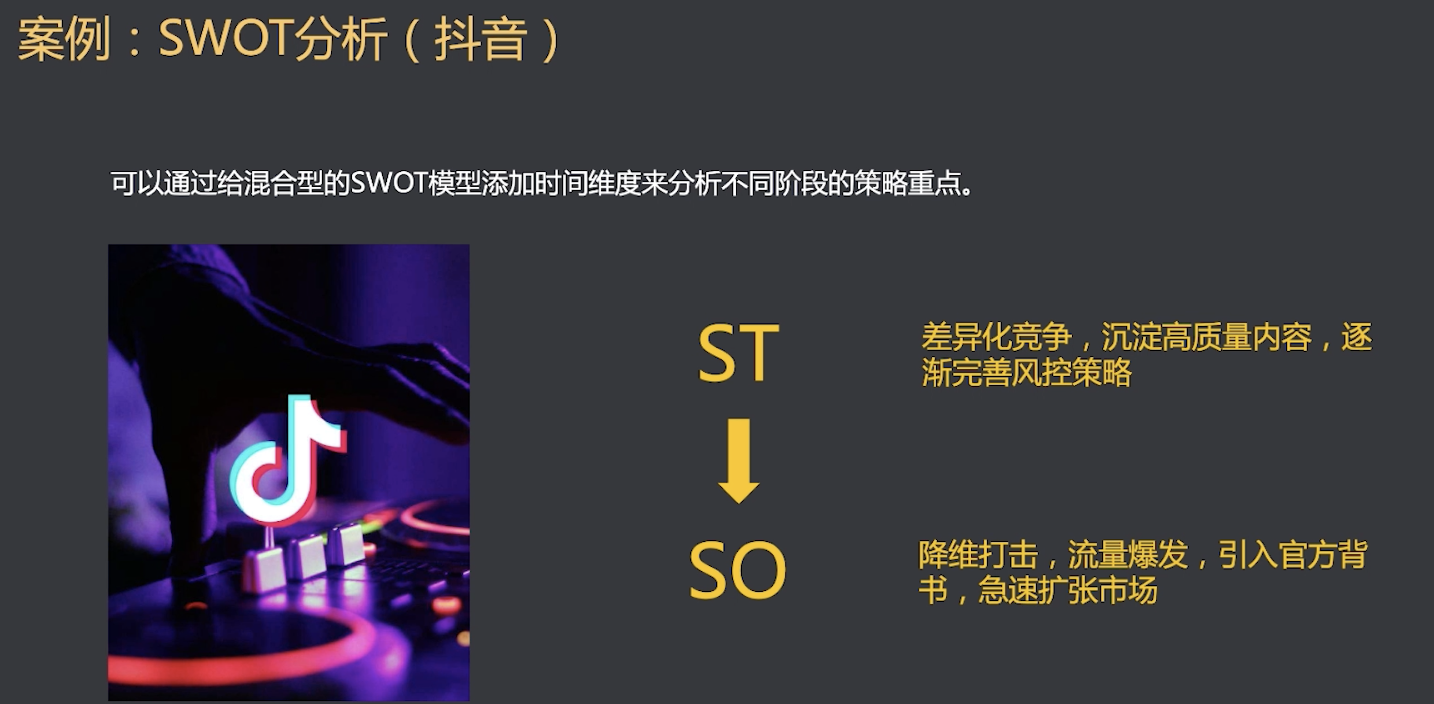 案例：SWOT分析（抖音）
可以通过给混合型的SWOT模型添加时间维度来分析不同阶段的策略重点。
ST
差异化竞争，沉淀高质量内容，逐
渐完善风控策略
SO
降维打击，流量爆发，引入官方背
书，急速扩张市场